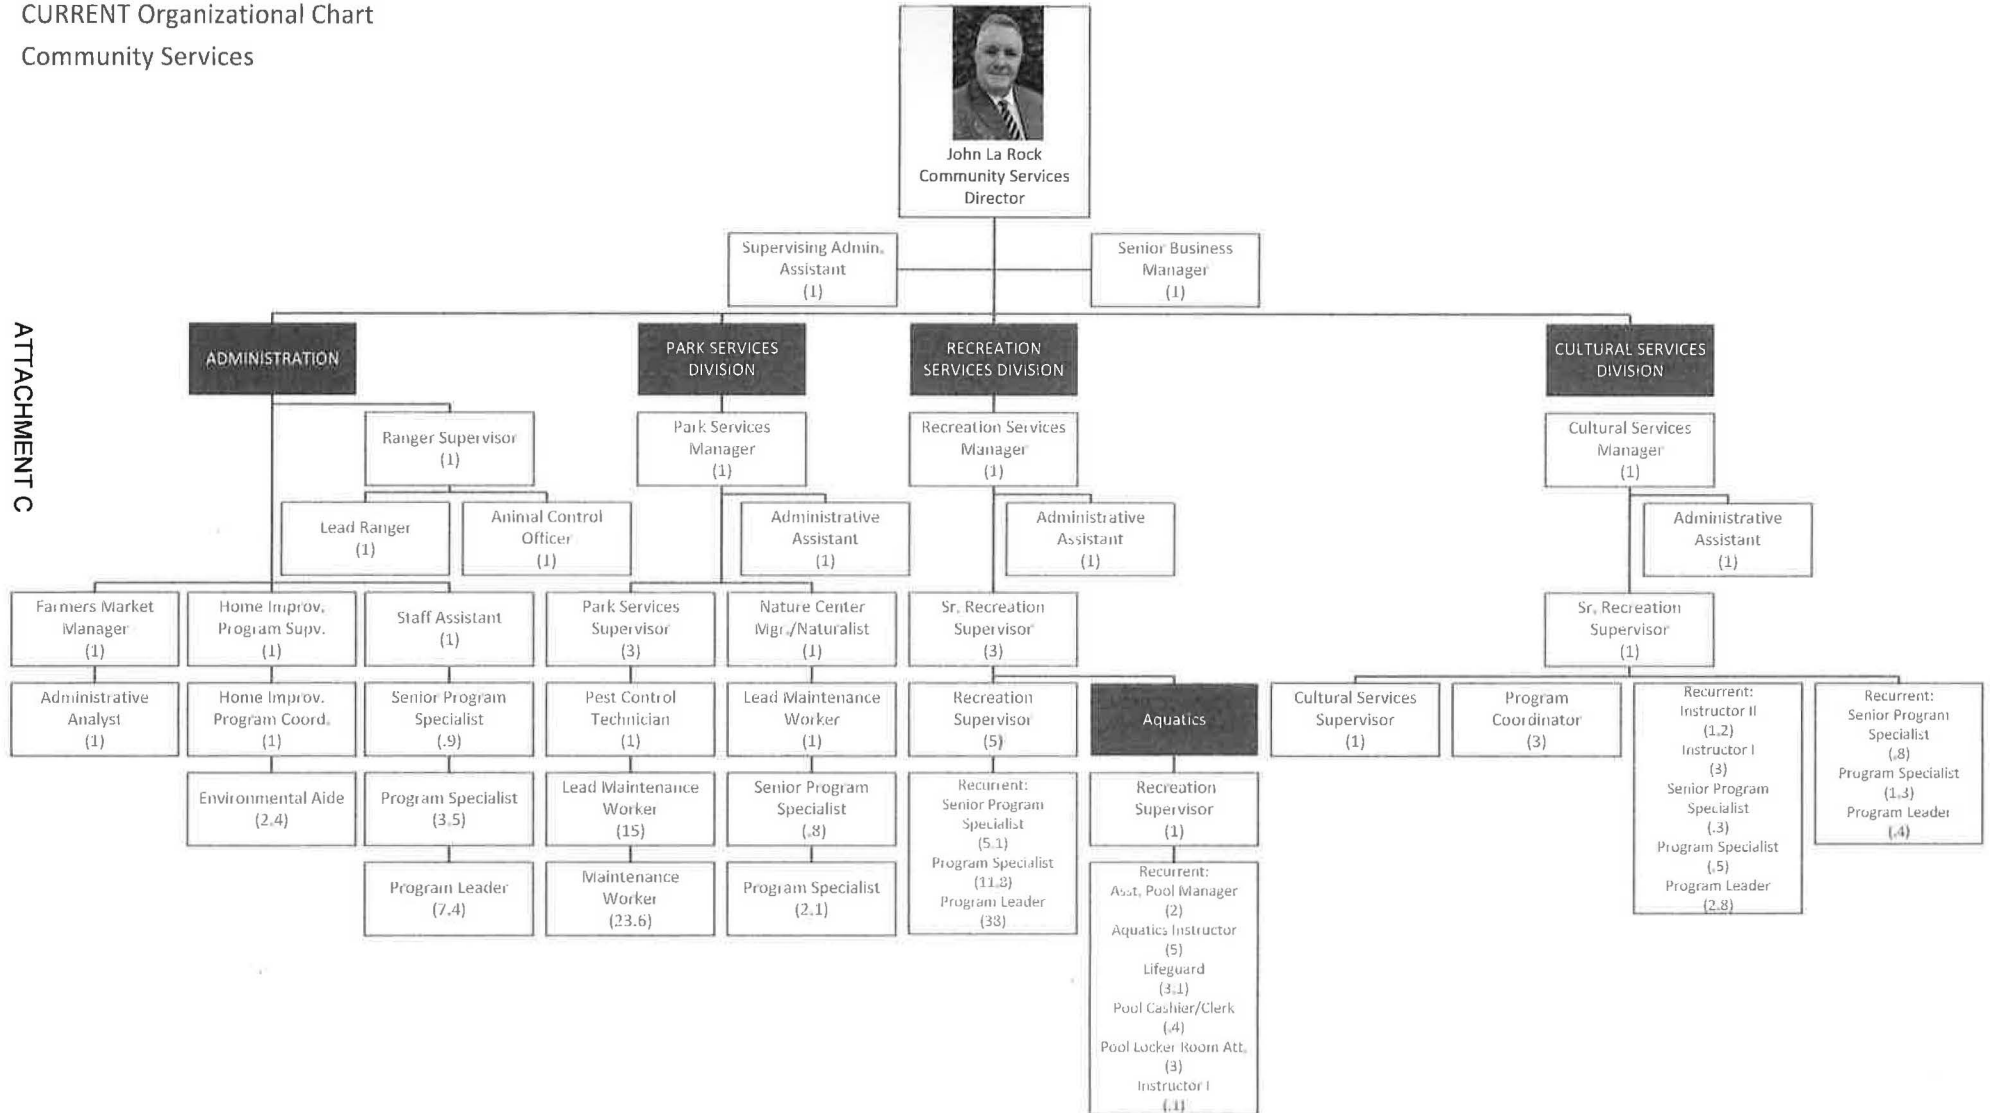 CURRENT Organizational Chart
Community Services
John La Rock
Community Services
Director
Supervising Admin.
Assistant
(1)
Senior Business
Manager
(1)
ATTACHMENT C
ADMINISTRATION
PARK SERVICES
DIVISION
RECREATION
SERVICES DIVISION
CULTURAL SERVICES
DIVISION
Ranger Supervisor
(1)
Park Services
Manager
(1)
Recreation Services
Manager
(1)
Cultural Services
Manager
(1)
Lead Ranger
(1)
Animal Control
Officer
(1)
Administrative
Assistant
(1)
Administrative
Assistant
(1)
Administrative
Assistant
(1)
Farmers Market
Manager
(1)
Home Improv.
Program Supv.
(1)
Staff Assistant
(1)
Park Services
Supervisor
(3)
Nature Center
Mgr./Naturalist
(1)
Sr. Recreation
Supervisor
(3)
Sr. Recreation
Supervisor
(1)
Administrative
Analyst
(1)
Home Improv.
Program Coord.
(1)
Senior Program
Specialist
(.9)
Pest Control
Technician
(1)
Lead Maintenance
Worker
(1)
Recreation
Supervisor
(5)
Aquatics
Cultural Services
Supervisor
(1)
Program
Coordinator
(3)
Recurrent:
Instructor II
(1.2)
Instructor I
(3)
Senior Program
Specialist
(.3)
Program Specialist
(.5)
Program Leader
(2.8)
Recurrent:
Senior Program
Specialist
(.8)
Program Specialist
(1.3)
Program Leader
(.4)
Environmental Aide
(2.4)
Program Specialist
(3.5)
Lead Maintenance
Worker
(15)
Senior Program
Specialist
(.8)
Recurrent:
Senior Program
Specialist
(5.1)
Program Specialist
(11.8)
Program Leader
(38)
Recreation
Supervisor
(1)
Program Leader
(7.4)
Maintenance
Worker
(23.6)
Program Specialist
(2.1)
Recurrent:
Asst. Pool Manager
(2)
Aquatics Instructor
(5)
Lifeguard
(3.1)
Pool Cashier/Clerk
(.4)
Pool Locker Room Att.
(3)
Instructor I
(.1)